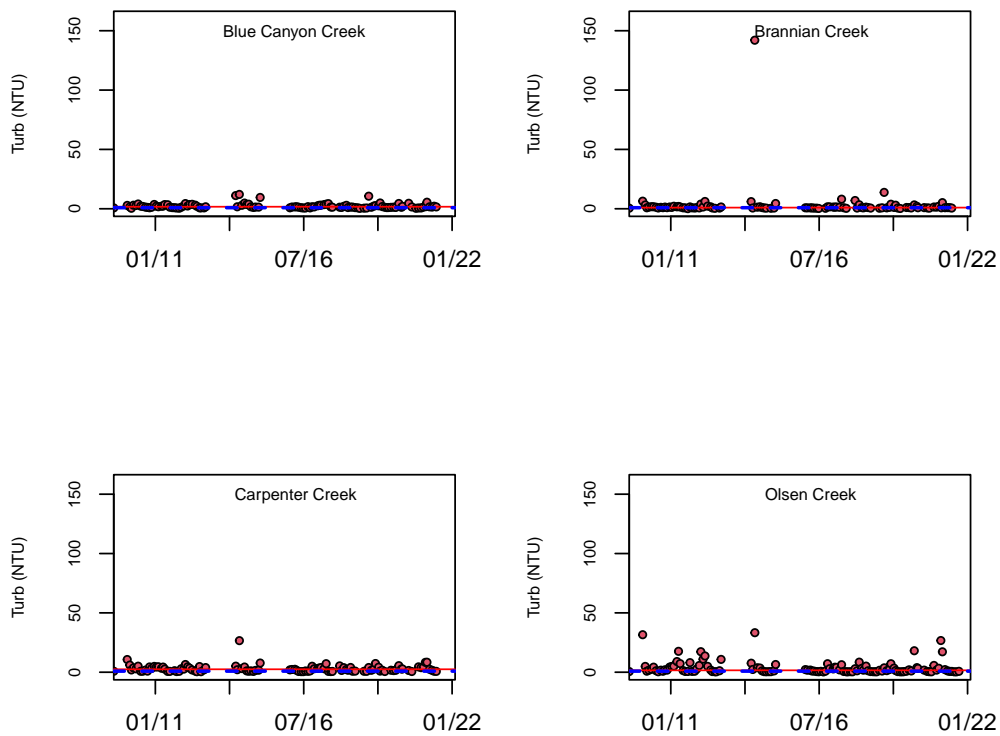 Blue Canyon Creek
Turb (NTU)
150
100
50
0
01/11 07/16 01/22
Brannian Creek
Turb (NTU)
150
100
50
0
01/11 07/16 01/22
Carpenter Creek
Turb (NTU)
150
100
50
0
01/11 07/16 01/22
Olsen Creek
Turb (NTU)
150
100
50
0
01/11 07/16 01/22